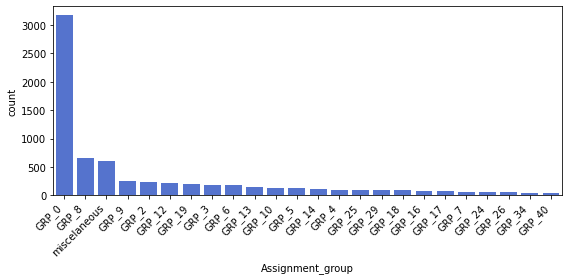 3000
2500
2000
1500
1000
500
0
count
GRP_0
GRP_8
miscelaneous
GRP_9
GRP_2
GRP_12
GRP_19
GRP_3
GRP_6
GRP_13
GRP_10
GRP_5
GRP_14
GRP_4
GRP_25
GRP_29
GRP_18
GRP_16
GRP_17
GRP_7
GRP_24
GRP_26
GRP_34
GRP_40
Assignment_group